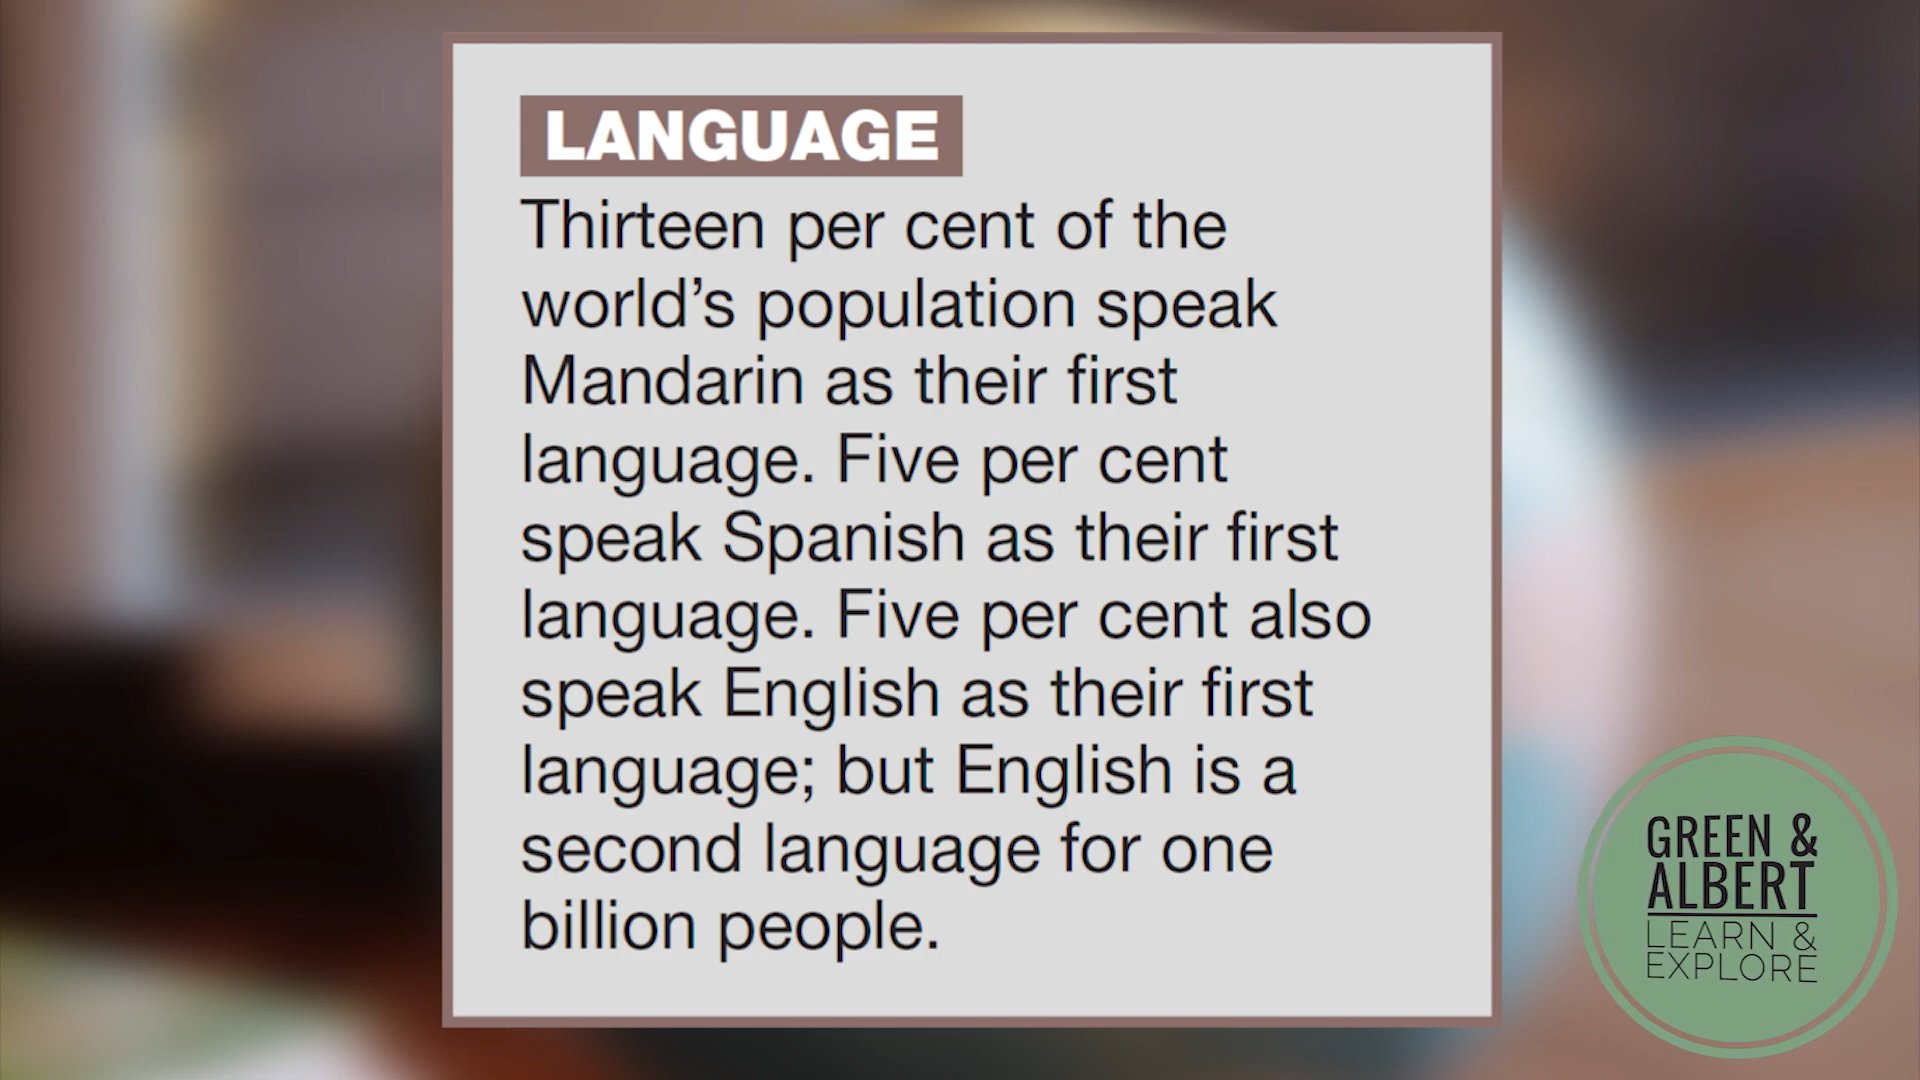 LANGUAGE
Thirteen per cent of the
world’s population speak
Mandarin as their first
language. Five per cent
speak Spanish as their first
language. Five per cent also
speak English as their first
language; but English is a
second language for one
billion people.
GREEN &
ALBERT
LEARN &
EXPLORE